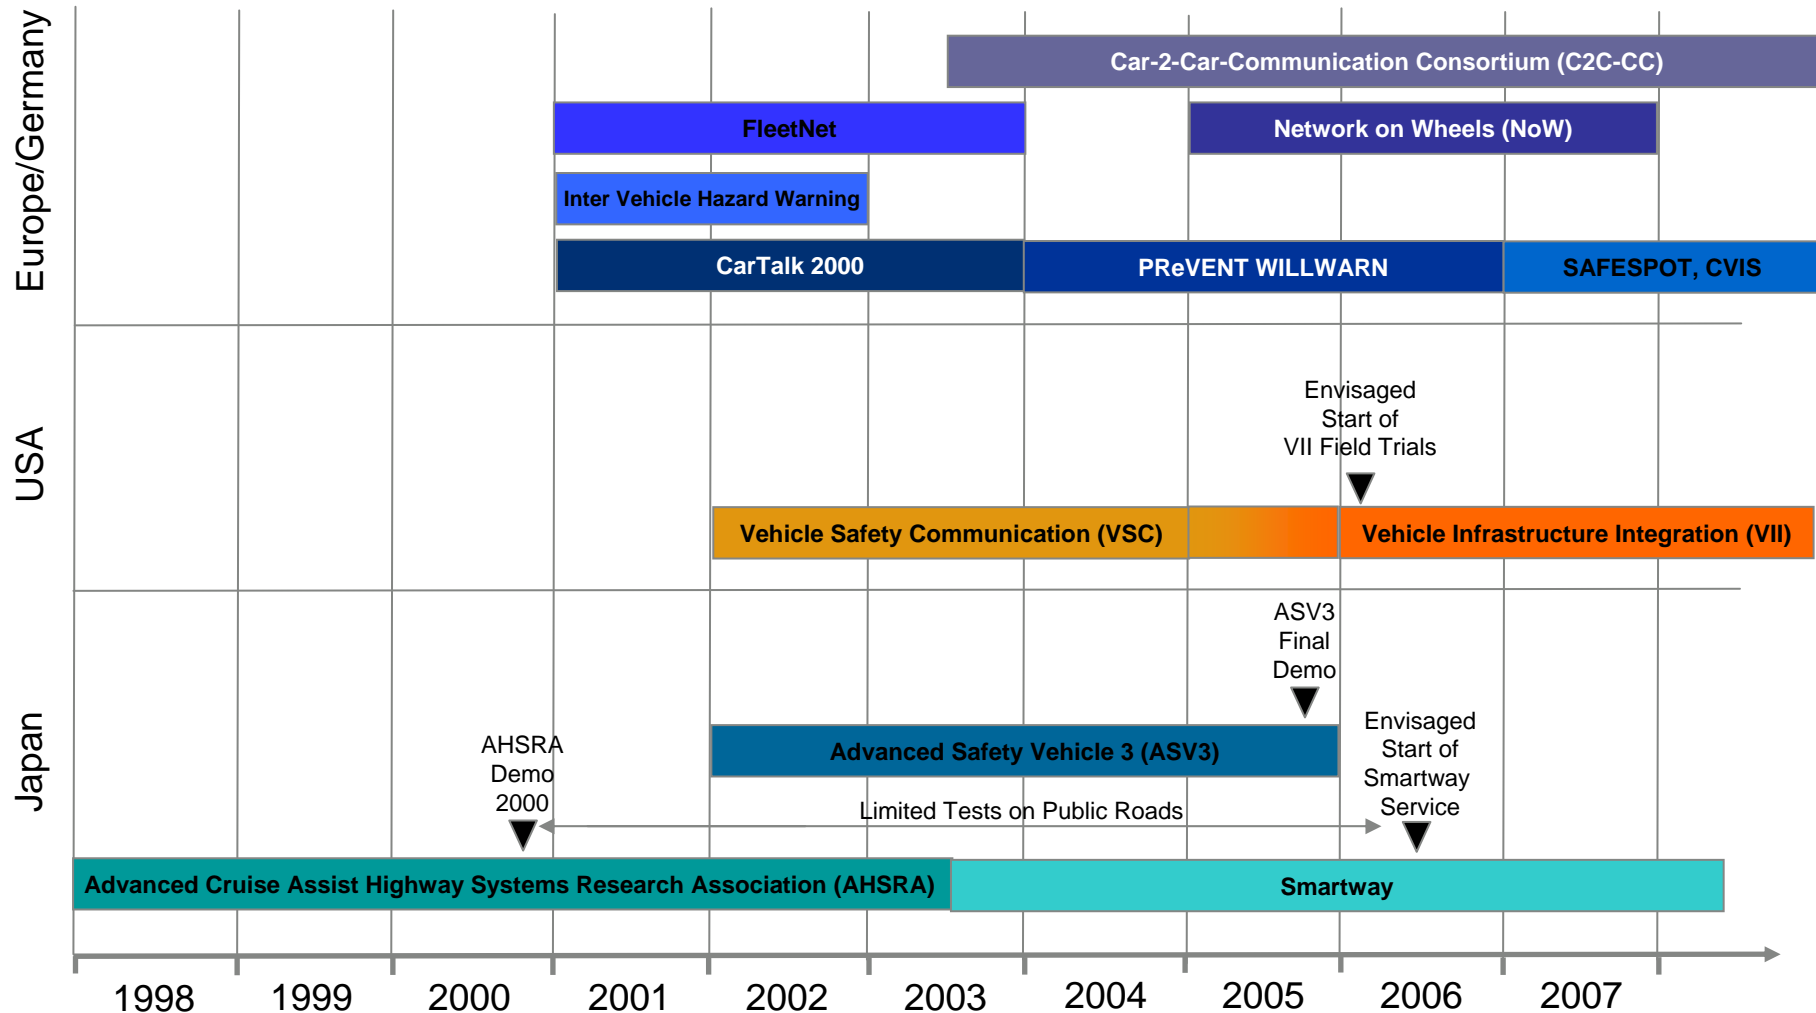 Europe/Germany
Car-2-Car-Communication Consortium (C2C-CC)
FleetNet
Network on Wheels (NoW)
Inter Vehicle Hazard Warning
CarTalk 2000
PReVENT WILLWARN
SAFESPOT, CVIS
USA
Envisaged
Start of
VII Field Trials
Vehicle Safety Communication (VSC)
Vehicle Infrastructure Integration (VII)
Japan
ASV3
Final
Demo
Advanced Safety Vehicle 3 (ASV3)
AHSRA
Demo
2000
Envisaged
Start of
Smartway
Service
Limited Tests on Public Roads
Advanced Cruise Assist Highway Systems Research Association (AHSRA)
Smartway
1998
1999
2000
2001
2002
2003
2004
2005
2006
2007